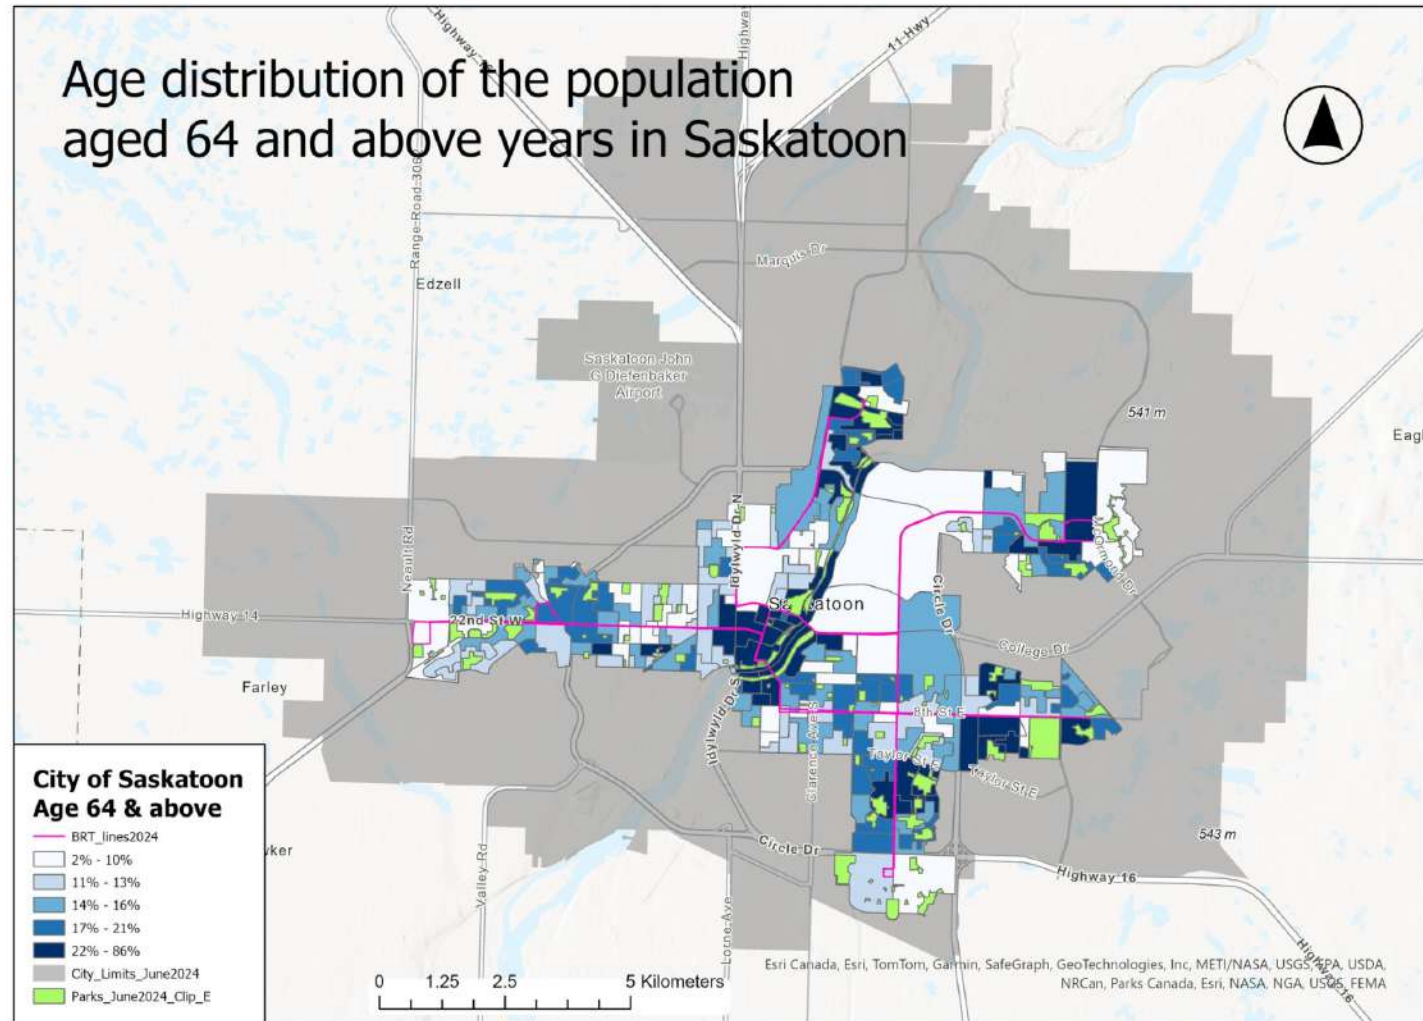 Highway 16
Highway
11 Hwy
Age distribution of the population
aged 64 and above years in Saskatoon
Range-Road-306
Marquis Dr
Edzell
Saskatoon John
G Diefenbaker
Airport
541 m
Neault Rd
Idylwyld Dr N
McOrmond Dr
Circle Dr
Saskatoon
Highway 14
22nd St W
College Dr
Farley
Idylwyld Dr S
Clarence Ave S
8th St E
Taylor St E
Taylor St E
543 m
Circle Dr
Highway 16
Valley Rd
Lorne Ave
Highway 16
City of Saskatoon
Age 64 & above
BRT_lines2024
2% - 10%
11% - 13%
14% - 16%
17% - 21%
22% - 86%
City_Limits_June2024
Parks_June2024_Clip_E
0 1.25 2.5 5 Kilometers
Esri Canada, Esri, TomTom, Garmin, SafeGraph, GeoTechnologies, Inc, METI/NASA, USGS, EPA, USDA,
NRCan, Parks Canada, Esri, NASA, NGA, USGS, FEMA